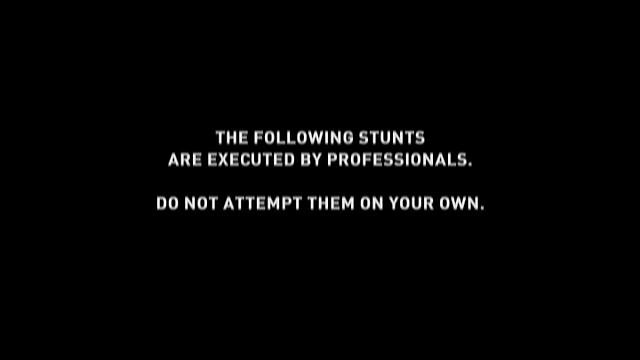 THE FOLLOWING STUNTS
ARE EXECUTED BY PROFESSIONALS.
DO NOT ATTEMPT THEM ON YOUR OWN.